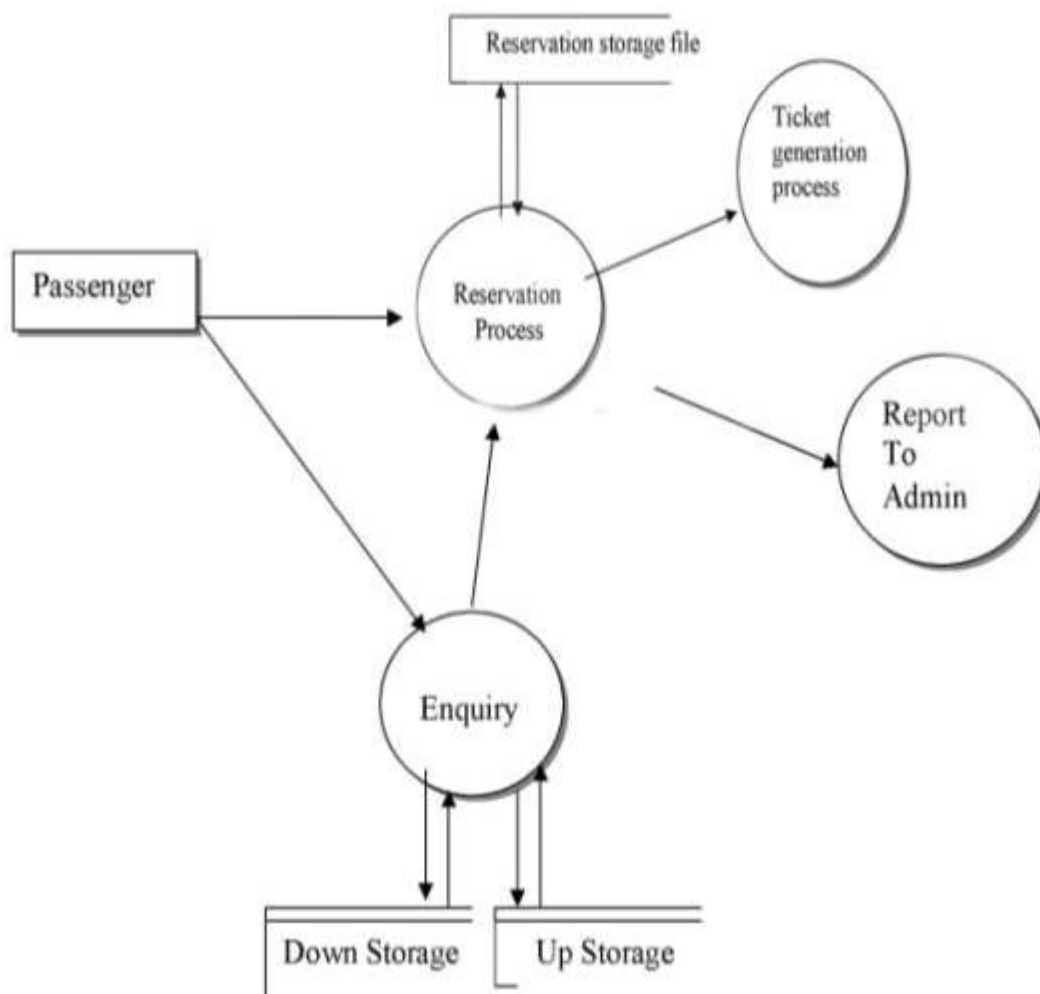 Reservation storage file
Ticket
generation
process
Passenger
Reservation
Process
Report
To
Admin
Enquiry
Down Storage
Up Storage